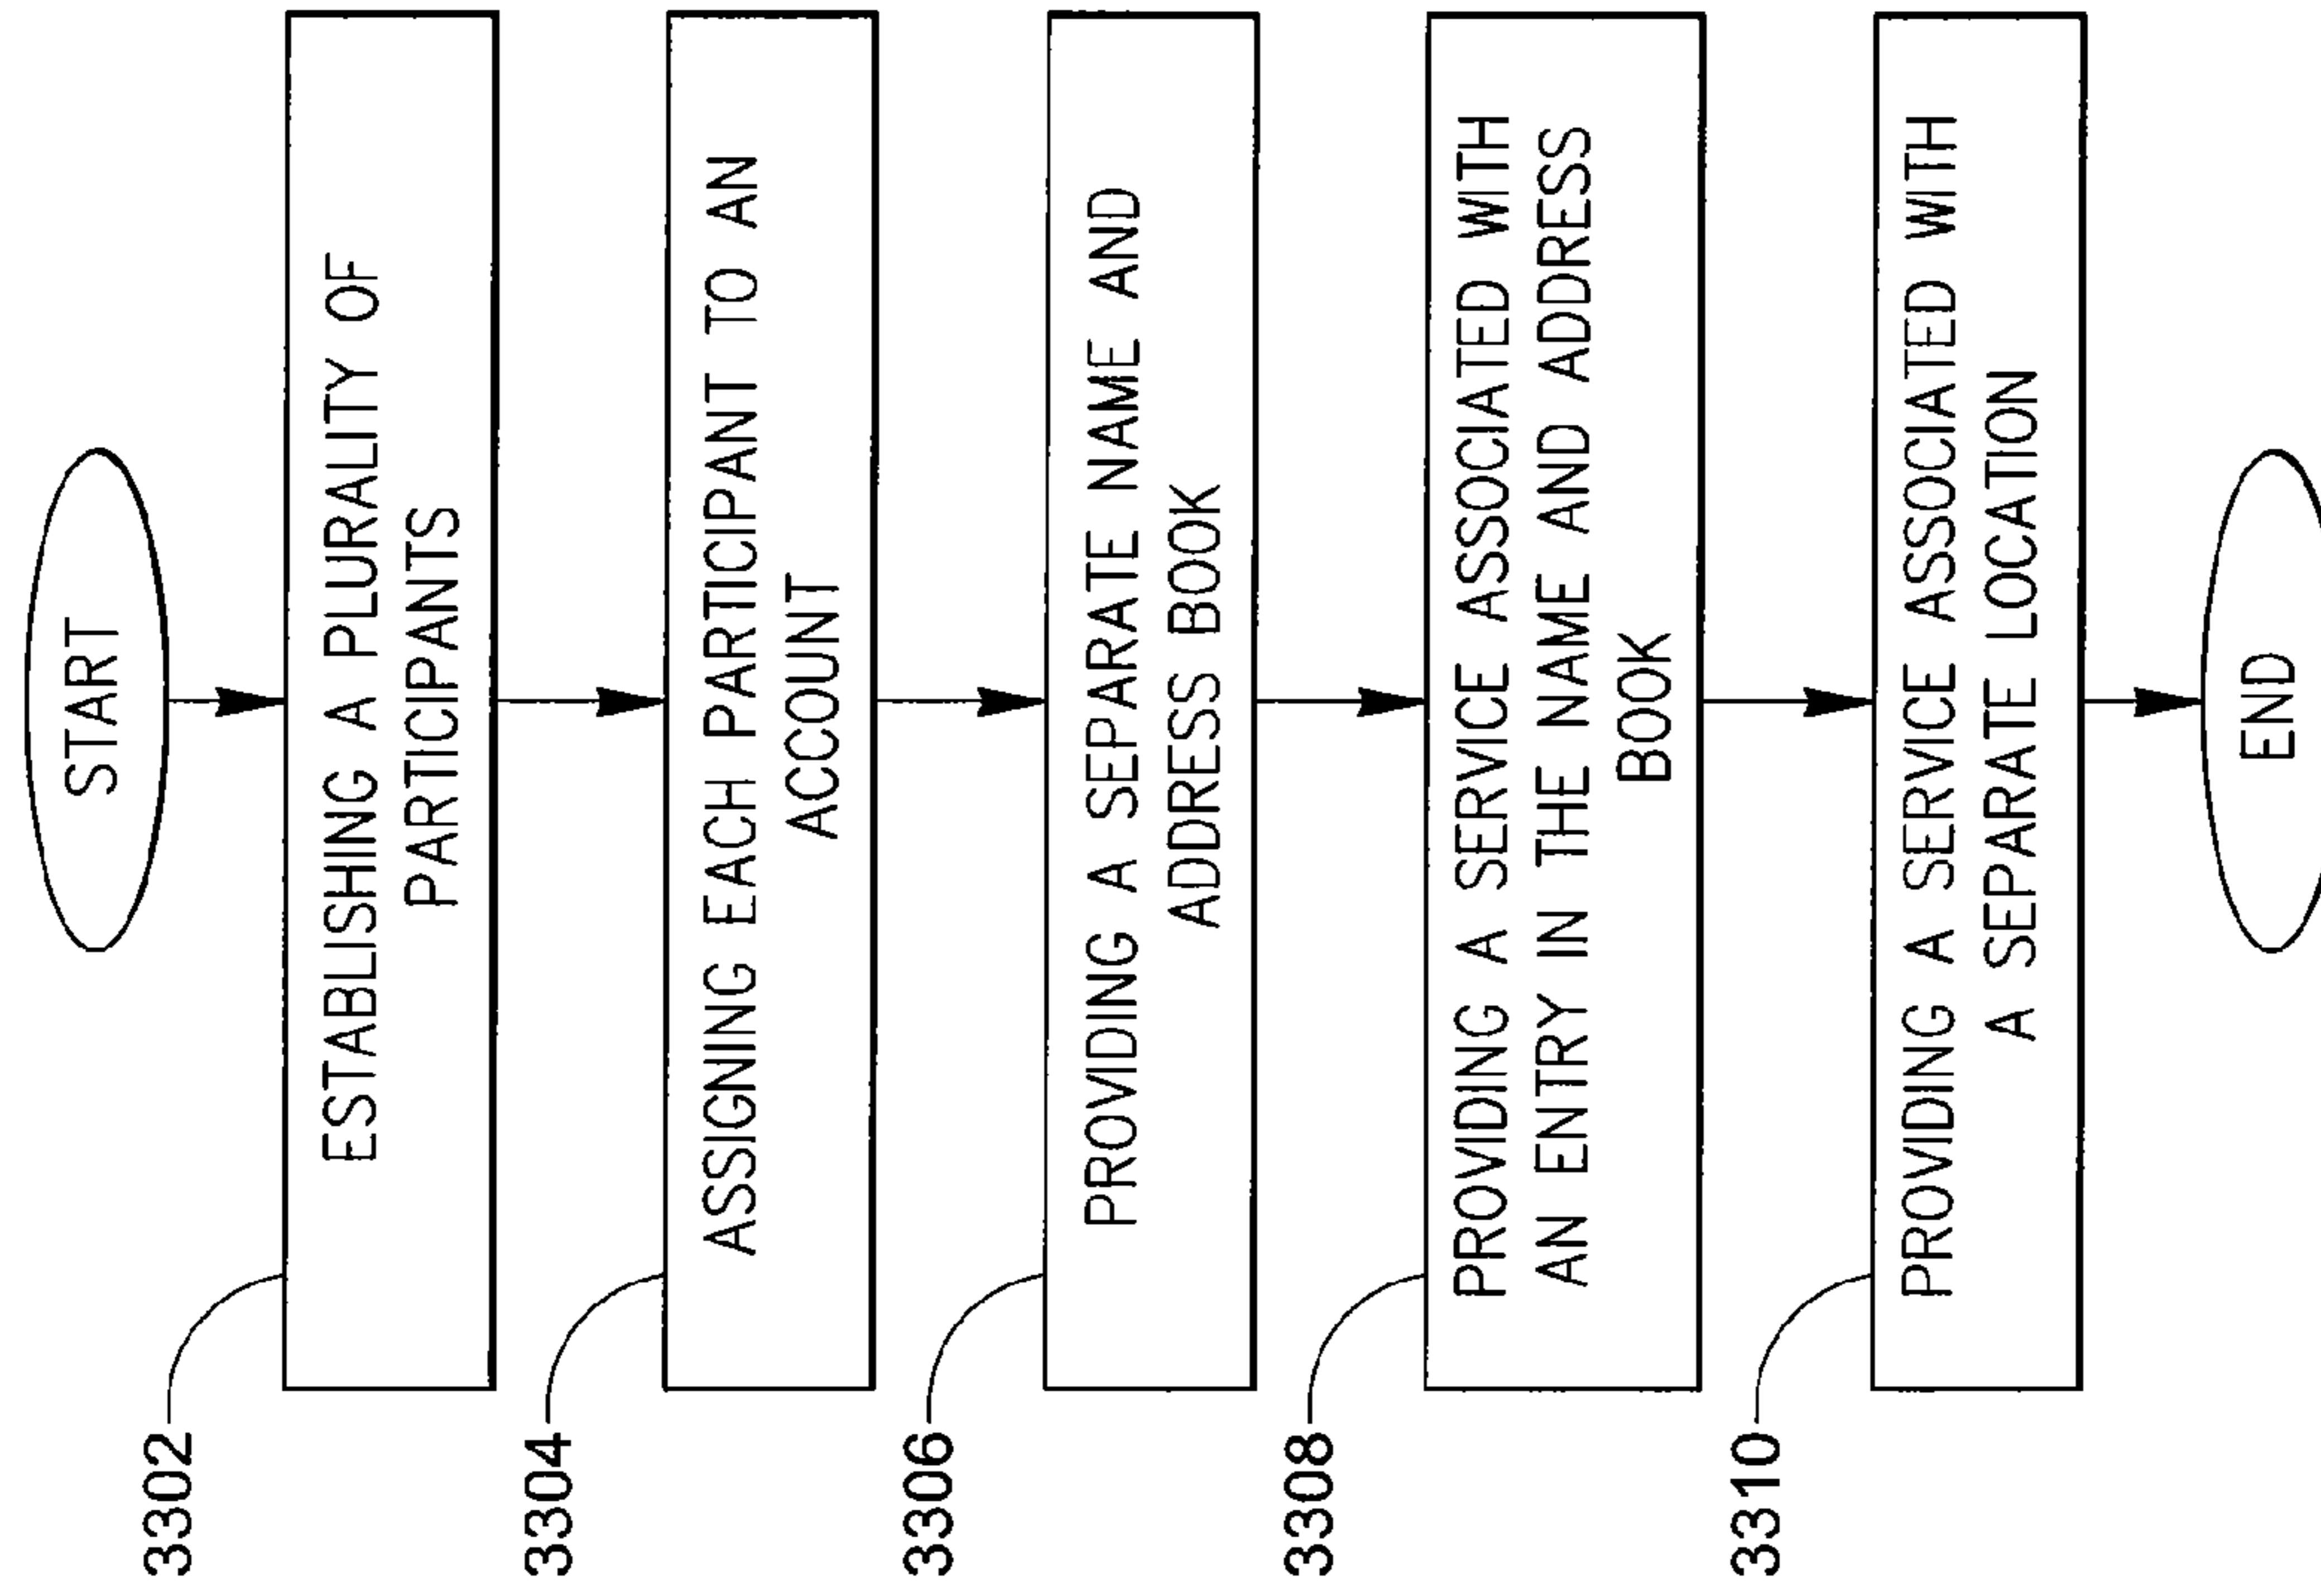 START
3302
ESTABLISHING A PLURALITY OF
PARTICIPANTS
3304
ASSIGNING EACH PARTICIPANT TO AN
ACCOUNT
3306
PROVIDING A SEPARATE NAME AND
ADDRESS BOOK
3308
PROVIDING A SERVICE ASSOCIATED WITH
AN ENTRY IN THE NAME AND ADDRESS
BOOK
3310
PROVIDING A SERVICE ASSOCIATED WITH
A SEPARATE LOCATION
END